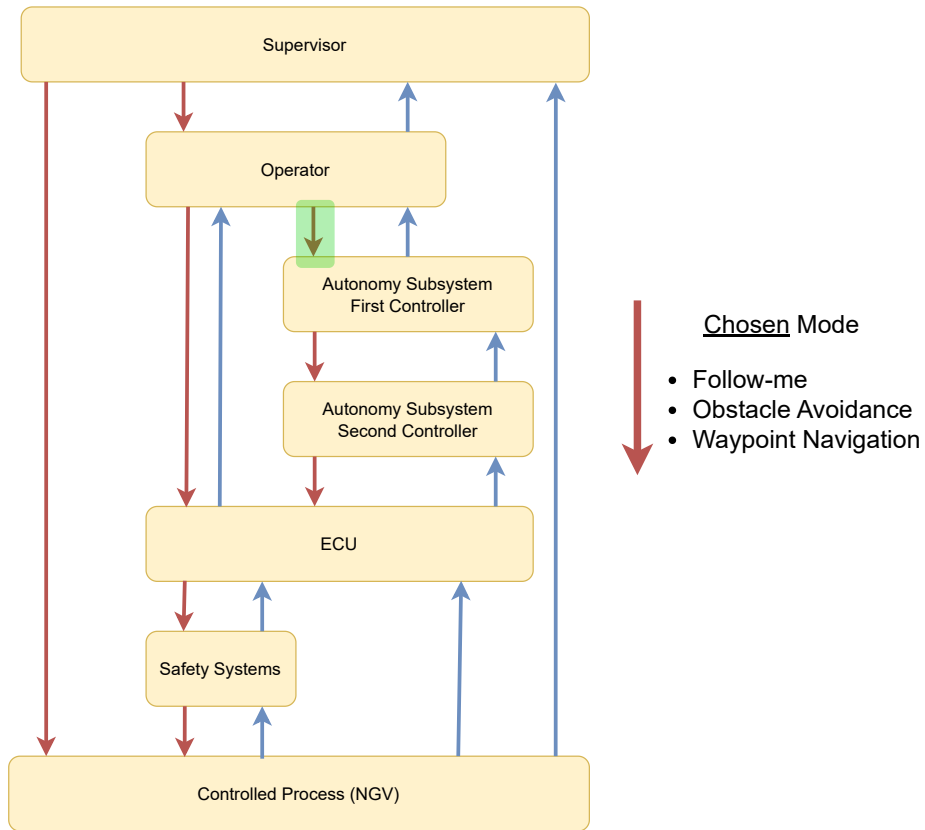 Supervisor
Operator
Autonomy Subsystem
First Controller
Autonomy Subsystem
Second Controller
ECU
Safety Systems
Controlled Process (NGV)
Chosen Mode
• Follow-me
• Obstacle Avoidance
• Waypoint Navigation